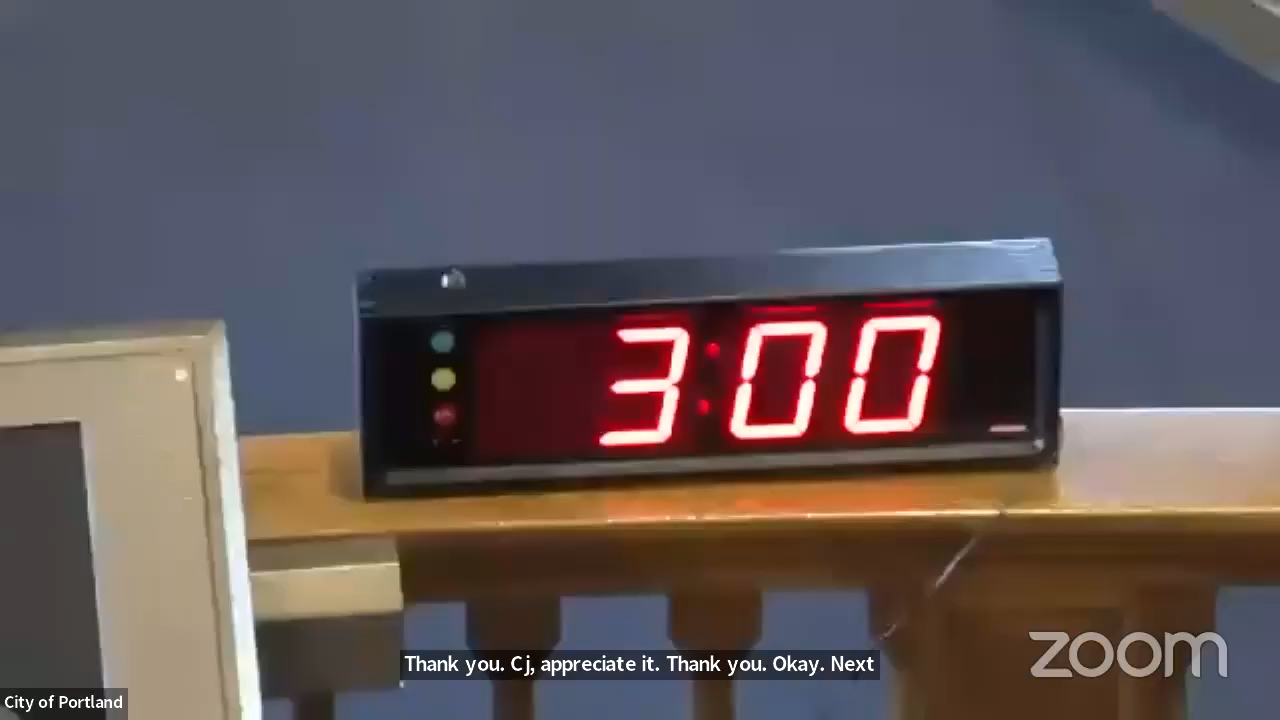 3:00
Thank you. Cj, appreciate it. Thank you. Okay. Next
zoom
City of Portland